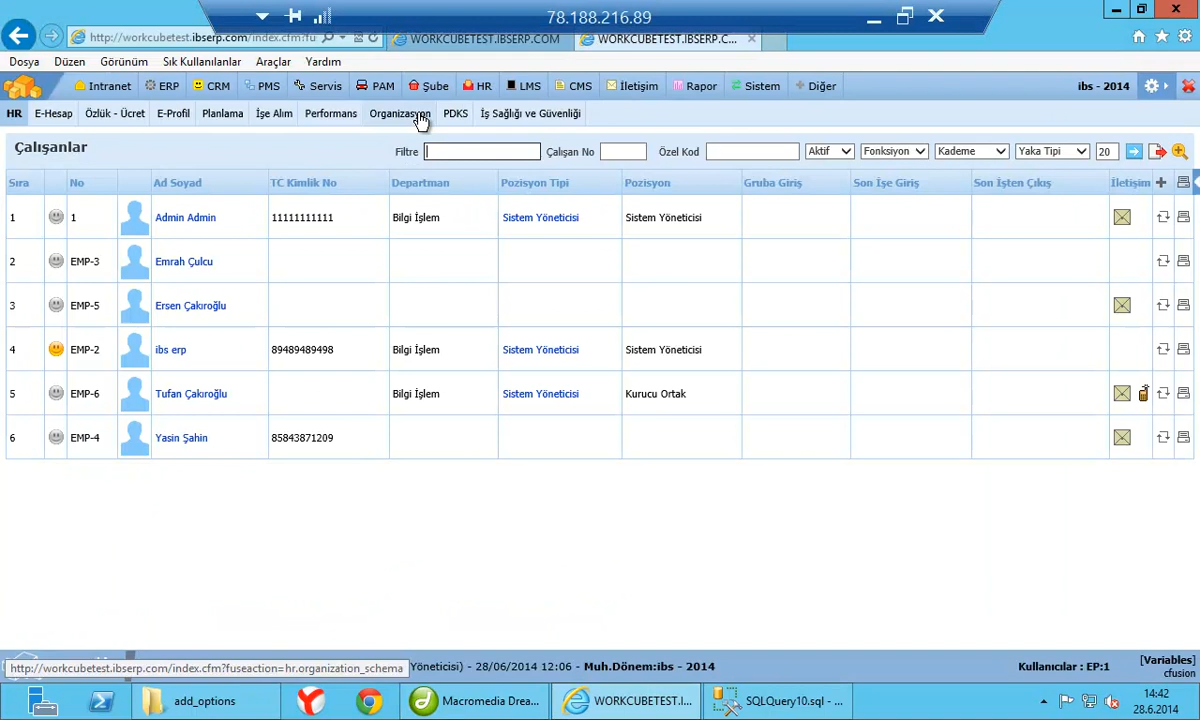 78.188.216.89
http://workcubetest.ibserp.com/index.cfm?fu
WORKCUBETEST.IBSERP.COM
WORKCUBETEST.IBSERP.C...
Dosya Düzen Görünüm Sık Kullanılanlar Araçlar Yardım
Intranet ERP CRM PMS Servis PAM Şube HR LMS CMS İletişim Rapor Sistem Diğer ibs - 2014
HR E-Hesap Özlük - Ücret E-Profil Planlama İşe Alım Performans Organizasyon PDKS İş Sağlığı ve Güvenliği
Çalışanlar Filtre Çalışan No Özel Kod Aktif Fonksiyon Kademe Yaka Tipi 20
Sıra No Ad Soyad TC Kimlik No Departman Pozisyon Tipi Pozisyon Gruba Giriş Son İşe Giriş Son İşten Çıkış İletişim
1 1 Admin Admin 11111111111 Bilgi İşlem Sistem Yöneticisi Sistem Yöneticisi
2 EMP-3 Emrah Çulcu
3 EMP-5 Ersen Çakıroğlu
4 EMP-2 ibs erp 89489489498 Bilgi İşlem Sistem Yöneticisi Sistem Yöneticisi
5 EMP-6 Tufan Çakıroğlu Bilgi İşlem Sistem Yöneticisi Kurucu Ortak
6 EMP-4 Yasin Şahin 85843871209
http://workcubetest.ibserp.com/index.cfm?fuseaction=hr.organization_schema
Yöneticisi) - 28/06/2014 12:06 - Muh.Dönem:ibs - 2014 Kullanıcılar : EP:1 [Variables]
cfusion
add_options Macromedia Drea... WORKCUBETEST.I... SQLQuery10.sql - ... 14:42
28.6.2014